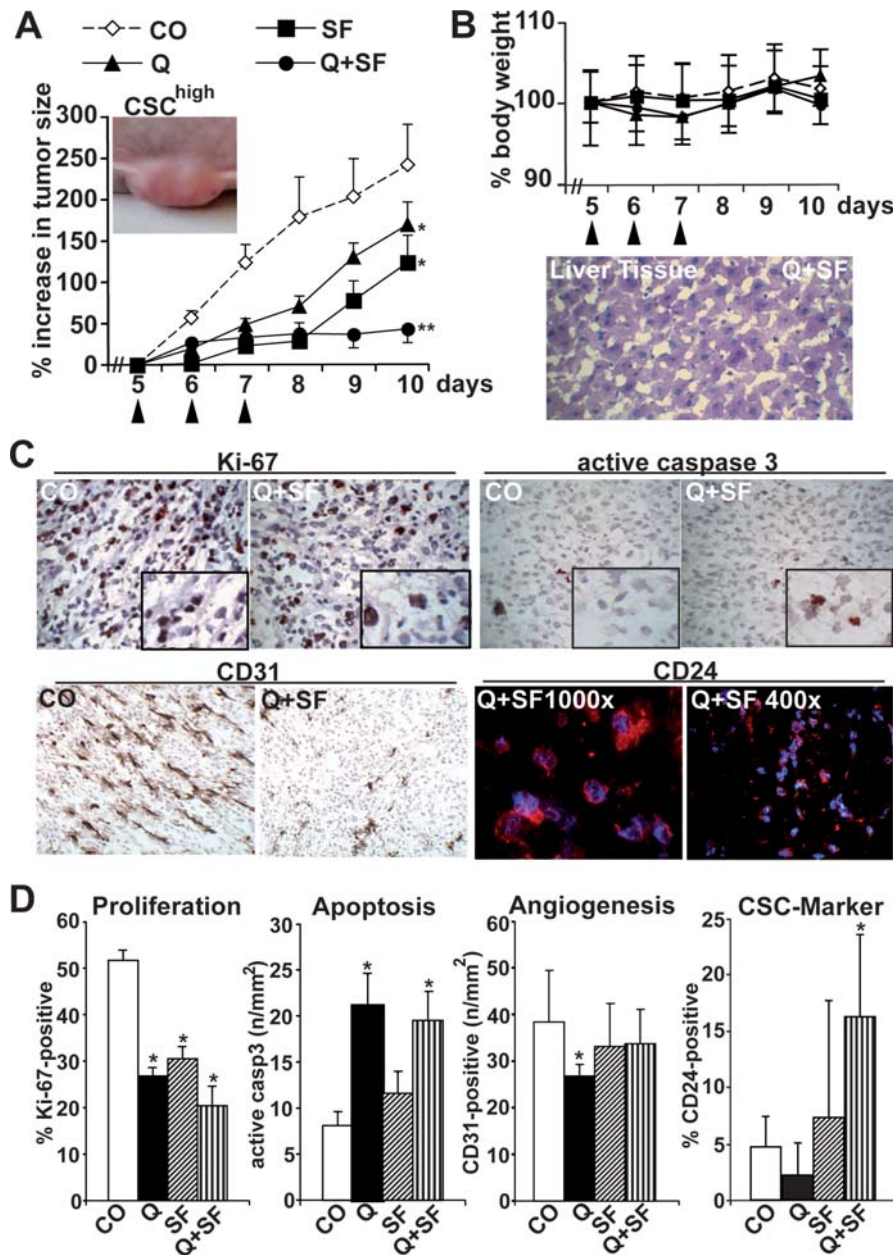 A
CO
SF
Q
Q+SF
CSC^high
% increase in tumor size
300
250
200
150
100
50
0
5 6 7 8 9 10 days
*
*
**
B
% body weight
110
100
90
5 6 7 8 9 10 days
Liver Tissue Q+SF
C
Ki-67
CO Q+SF
active caspase 3
CO Q+SF
CD31
CO Q+SF
CD24
Q+SF1000x Q+SF 400x
D
Proliferation
% Ki-67-positive
60
50
40
30
20
10
0
* * *
CO Q SF Q+SF
Apoptosis
active casp3 (n/mm²)
30
25
20
15
10
5
0
* *
CO Q SF Q+SF
Angiogenesis
CD31-positive (n/mm²)
60
50
40
30
20
10
0
*
CO Q SF Q+SF
CSC-Marker
% CD24-positive
25
20
15
10
5
0
*
CO Q SF Q+SF